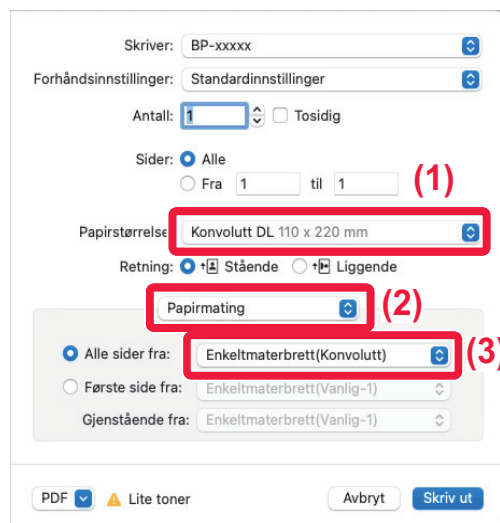 Skriver: BP-xxxxx
Forhåndsinnstillinger: Standardinnstillinger
Antall: 1 Tosidig
Sider: Alle
Fra 1 til 1
(1)
Papirstørrelse Konvolutt DL 110 x 220 mm
Retning: Stående Liggende
Papirmating (2)
Alle sider fra: Enkeltmaterbrett(Konvolutt) (3)
Første side fra: Enkeltmaterbrett(Vanlig-1)
Gjenstående fra: Enkeltmaterbrett(Vanlig-1)
PDF Lite toner Avbryt Skriv ut